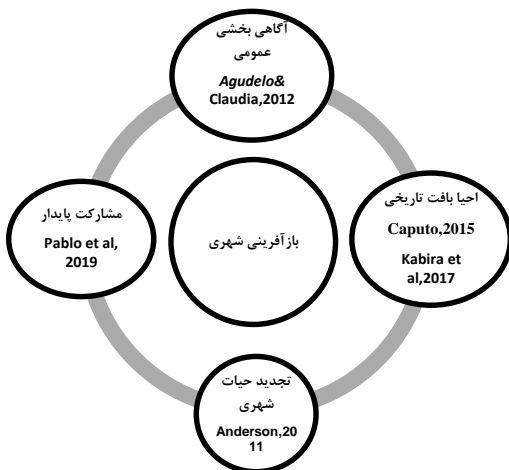 آگاهی بخشی
عمومی
Agudelo&
Claudia,2012
احیا بافت تاریخی
Caputo,2015
Kabira et
al,2017
بازآفرینی شهری
مشارکت پایدار
Pablo et al,
2019
تجدید حیات
شهری
Anderson,20
11